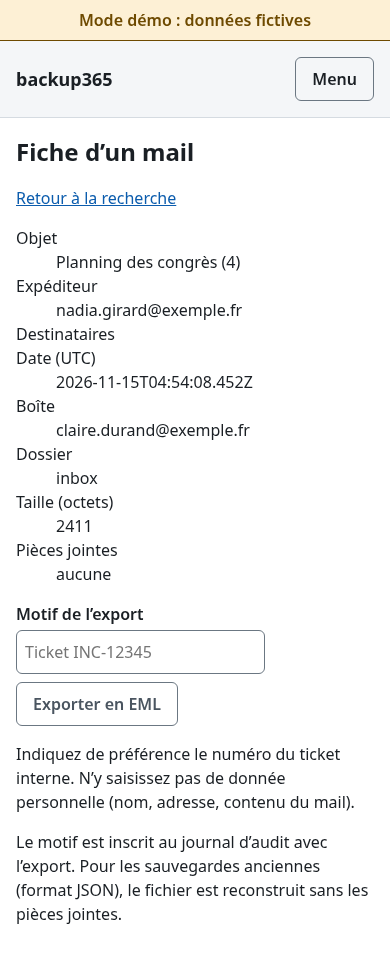 Mode démo : données fictives
backup365
Menu
Fiche d’un mail
Retour à la recherche
Objet
Planning des congrès (4)
Expéditeur
nadia.girard@exemple.fr
Destinataires
Date (UTC)
2026-11-15T04:54:08.452Z
Boîte
claire.durand@exemple.fr
Dossier
inbox
Taille (octets)
2411
Pièces jointes
aucune
Motif de l’export
Ticket INC-12345
Exporter en EML
Indiquez de préférence le numéro du ticket
interne. N’y saisissez pas de donnée
personnelle (nom, adresse, contenu du mail).
Le motif est inscrit au journal d’audit avec
l’export. Pour les sauvegardes anciennes
(format JSON), le fichier est reconstruit sans les
pièces jointes.